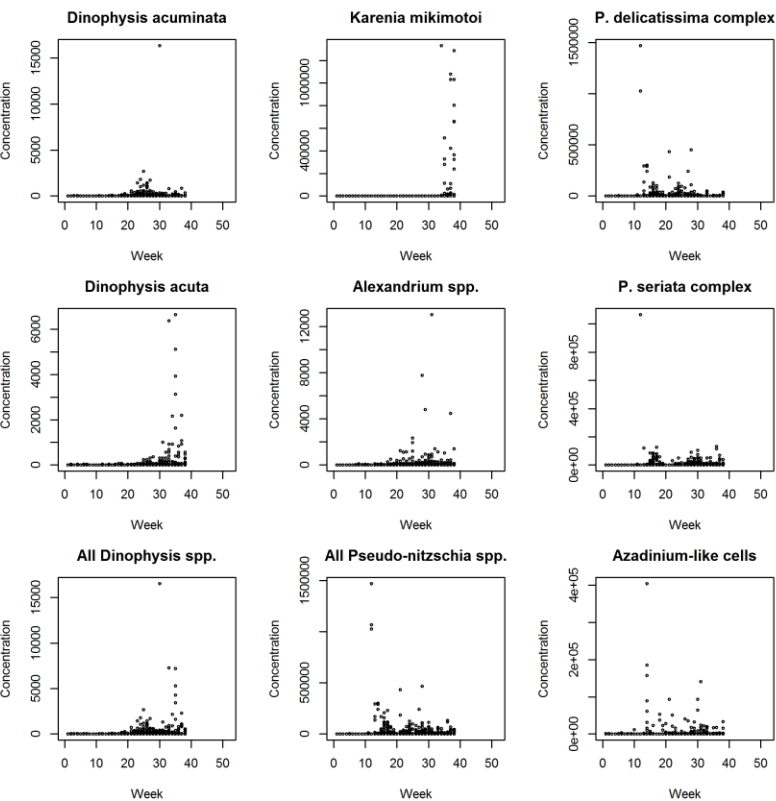 Dinophysis acuminata
Concentration
0 5000 10000 15000
0 10 20 30 40 50
Week
Karenia mikimotoi
Concentration
0 400000 1000000
0 10 20 30 40 50
Week
P. delicatissima complex
Concentration
0 500000 1500000
0 10 20 30 40 50
Week
Dinophysis acuta
Concentration
0 2000 4000 6000
0 10 20 30 40 50
Week
Alexandrium spp.
Concentration
0 4000 8000 12000
0 10 20 30 40 50
Week
P. seriata complex
Concentration
0e+00 4e+05 8e+05
0 10 20 30 40 50
Week
All Dinophysis spp.
Concentration
0 5000 10000 15000
0 10 20 30 40 50
Week
All Pseudo-nitzschia spp.
Concentration
0 500000 1500000
0 10 20 30 40 50
Week
Azadinium-like cells
Concentration
0e+00 2e+05 4e+05
0 10 20 30 40 50
Week